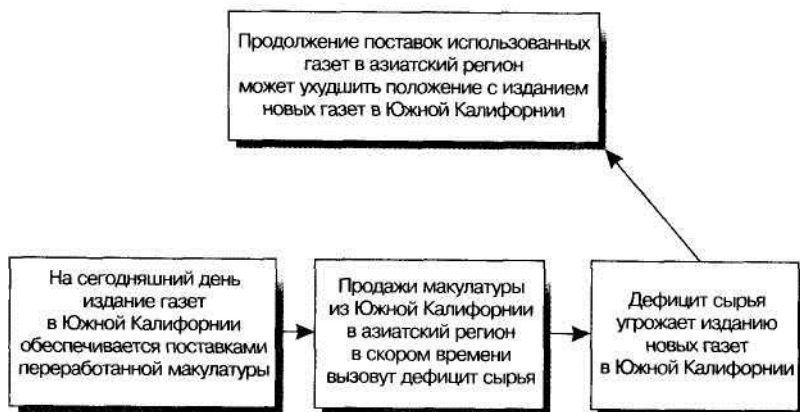 Продолжение поставок использованных
газет в азиатский регион
может ухудшить положение с изданием
новых газет в Южной Калифорнии
На сегодняшний день
издание газет
в Южной Калифорнии
обеспечивается поставками
переработанной макулатуры
Продажи макулатуры
из Южной Калифорнии
в азиатский регион
в скором времени
вызовут дефицит сырья
Дефицит сырья
угрожает изданию
новых газет
в Южной Калифорнии